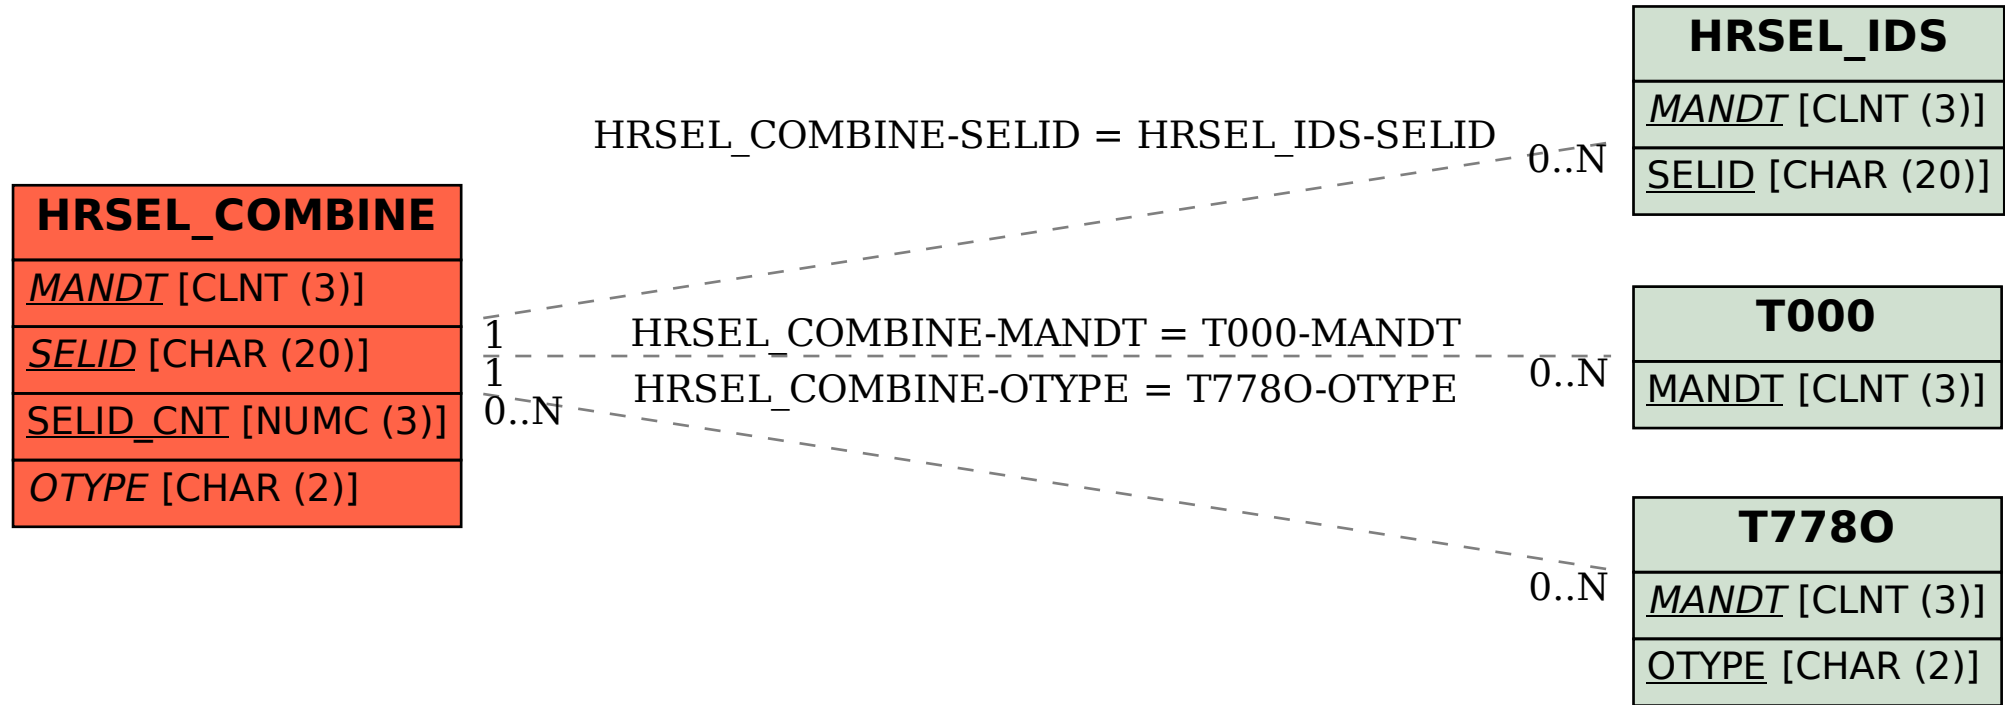 HRSEL_COMBINE
MANDT [CLNT (3)]
SELID [CHAR (20)]
SELID_CNT [NUMC (3)]
OTYPE [CHAR (2)]
HRSEL_COMBINE-SELID = HRSEL_IDS-SELID
0..N
1
HRSEL_COMBINE-MANDT = T000-MANDT
1
0..N
HRSEL_COMBINE-OTYPE = T778O-OTYPE
0..N
0..N
HRSEL_IDS
MANDT [CLNT (3)]
SELID [CHAR (20)]
T000
MANDT [CLNT (3)]
T778O
MANDT [CLNT (3)]
OTYPE [CHAR (2)]